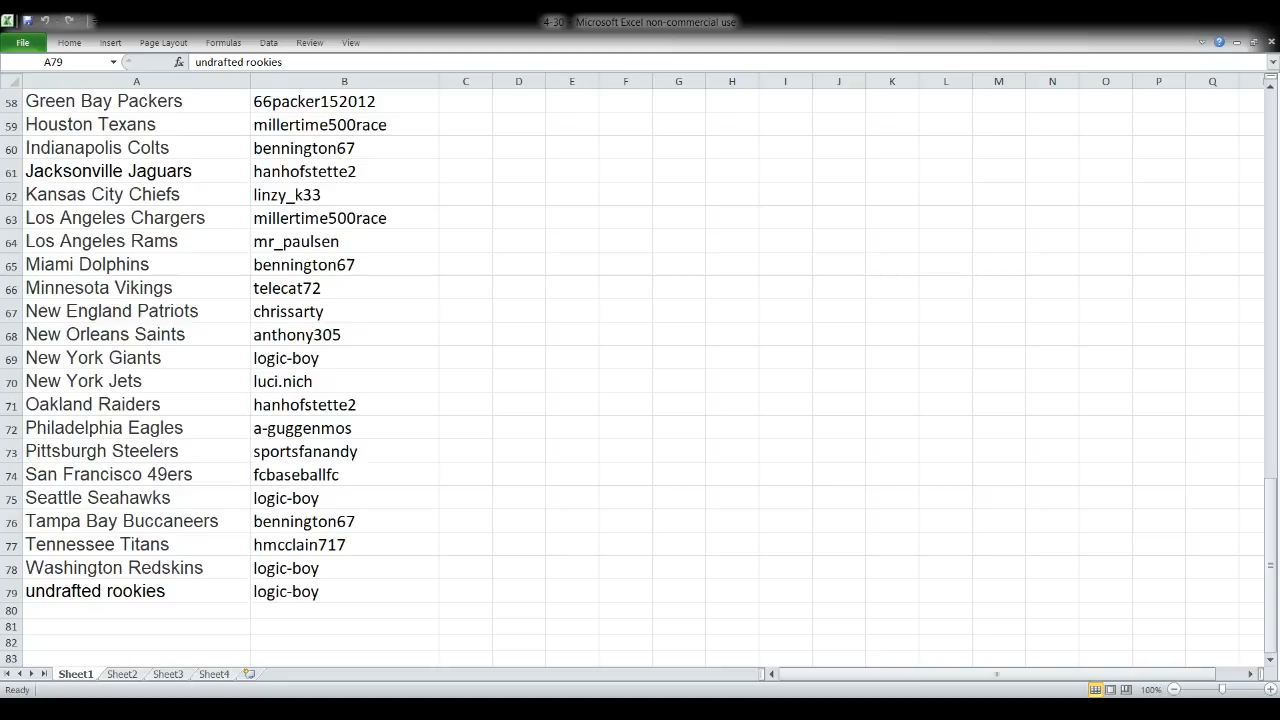 4-30 - Microsoft Excel non-commercial use
File Home Insert Page Layout Formulas Data Review View
A79 fx undrafted rookies
A B C D E F G H I J K L M N O P Q
58 Green Bay Packers 66packer152012
59 Houston Texans millertime500race
60 Indianapolis Colts bennington67
61 Jacksonville Jaguars hanhofstette2
62 Kansas City Chiefs linzy_k33
63 Los Angeles Chargers millertime500race
64 Los Angeles Rams mr_paulsen
65 Miami Dolphins bennington67
66 Minnesota Vikings telecat72
67 New England Patriots chrissarty
68 New Orleans Saints anthony305
69 New York Giants logic-boy
70 New York Jets luci.nich
71 Oakland Raiders hanhofstette2
72 Philadelphia Eagles a-guggenmos
73 Pittsburgh Steelers sportsfanandy
74 San Francisco 49ers fcbaseballfc
75 Seattle Seahawks logic-boy
76 Tampa Bay Buccaneers bennington67
77 Tennessee Titans hmcclain717
78 Washington Redskins logic-boy
79 undrafted rookies logic-boy
80
81
82
83
Sheet1 Sheet2 Sheet3 Sheet4
Ready 100%